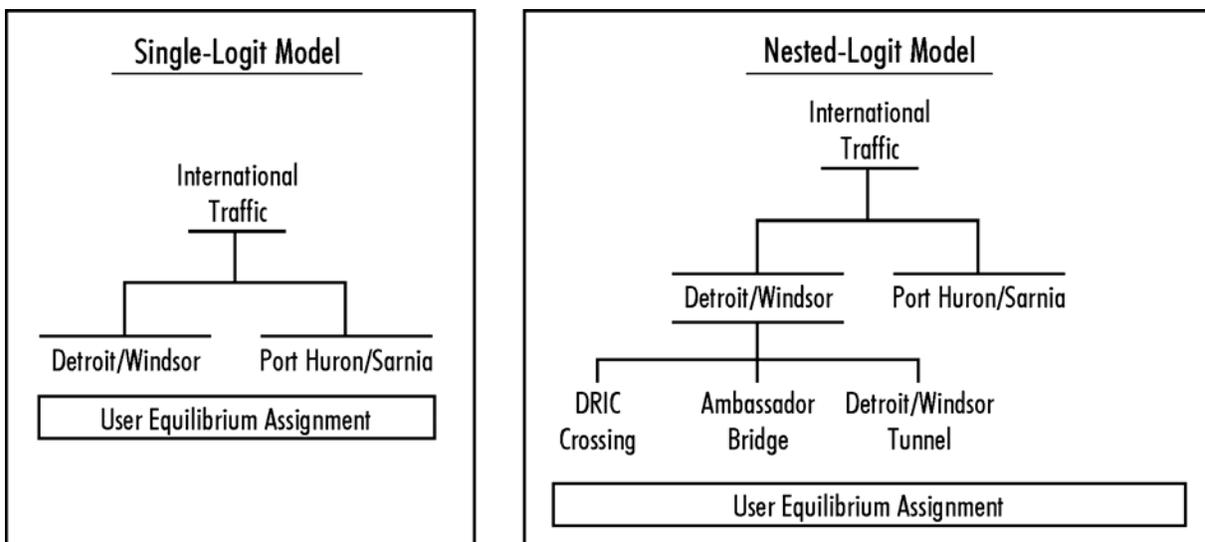 Single-Logit Model
International
Traffic
Detroit/Windsor
Port Huron/Sarnia
User Equilibrium Assignment
Nested-Logit Model
International
Traffic
Detroit/Windsor
Port Huron/Sarnia
DRIC
Crossing
Ambassador
Bridge
Detroit/Windsor
Tunnel
User Equilibrium Assignment